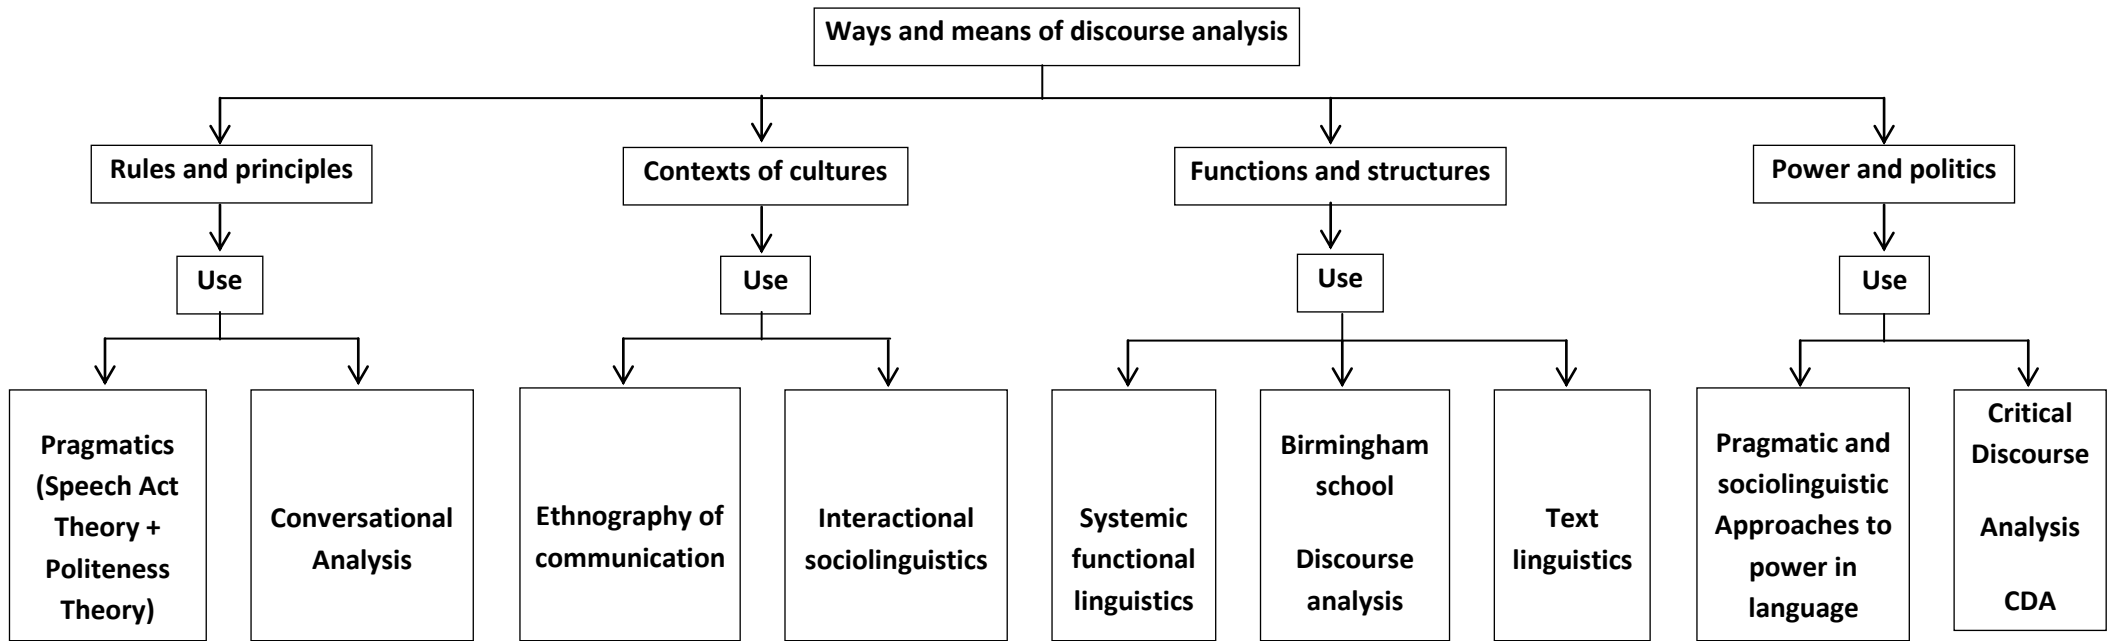 Ways and means of discourse analysis
Rules and principles
Contexts of cultures
Functions and structures
Power and politics
Use
Use
Use
Use
Pragmatics
(Speech Act
Theory +
Politeness
Theory)
Conversational
Analysis
Ethnography of
communication
Interactional
sociolinguistics
Systemic
functional
linguistics
Birmingham
school
Discourse
analysis
Text
linguistics
Pragmatic and
sociolinguistic
Approaches to
power in
language
Critical
Discourse
Analysis
CDA